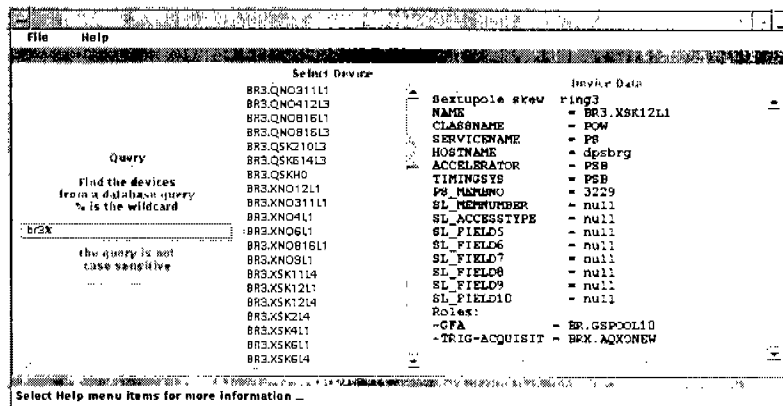 File Help
Select Device
BR3.QNO311L1
BR3.QNO412L3
BR3.QNO816L1
BR3.QNO816L3
BR3.QSK210L3
BR3.QSK614L3
BR3.QSKH0
BR3.XNO12L1
BR3.XNO311L1
BR3.XNO4L1
BR3.XNO6L1
BR3.XNO816L1
BR3.XNO9L1
BR3.XSK11L4
BR3.XSK12L1
BR3.XSK12L4
BR3.XSK2L4
BR3.XSK4L1
BR3.XSK6L1
BR3.XSK6L4
Query
Find the devices
from a database query
% is the wildcard
br3%
the query is not
case sensitive
Device Data
Sextupole skew ring3
NAME = BR3.XSK12L1
CLASSNAME = POW
SERVICENAME = PS
HOSTNAME = dpsbrg
ACCELERATOR = PSB
TIMINGSYS = PSB
PS_MEMBNO = 3229
SL_MEMNUMBER = null
SL_ACCESSTYPE = null
SL_FIELD5 = null
SL_FIELD6 = null
SL_FIELD7 = null
SL_FIELD8 = null
SL_FIELD9 = null
SL_FIELD10 = null
Roles:
-GFA = BR.GSPOOL10
-TRIG-ACQUISIT = BRX.AQXONEW
Select Help menu items for more information ...